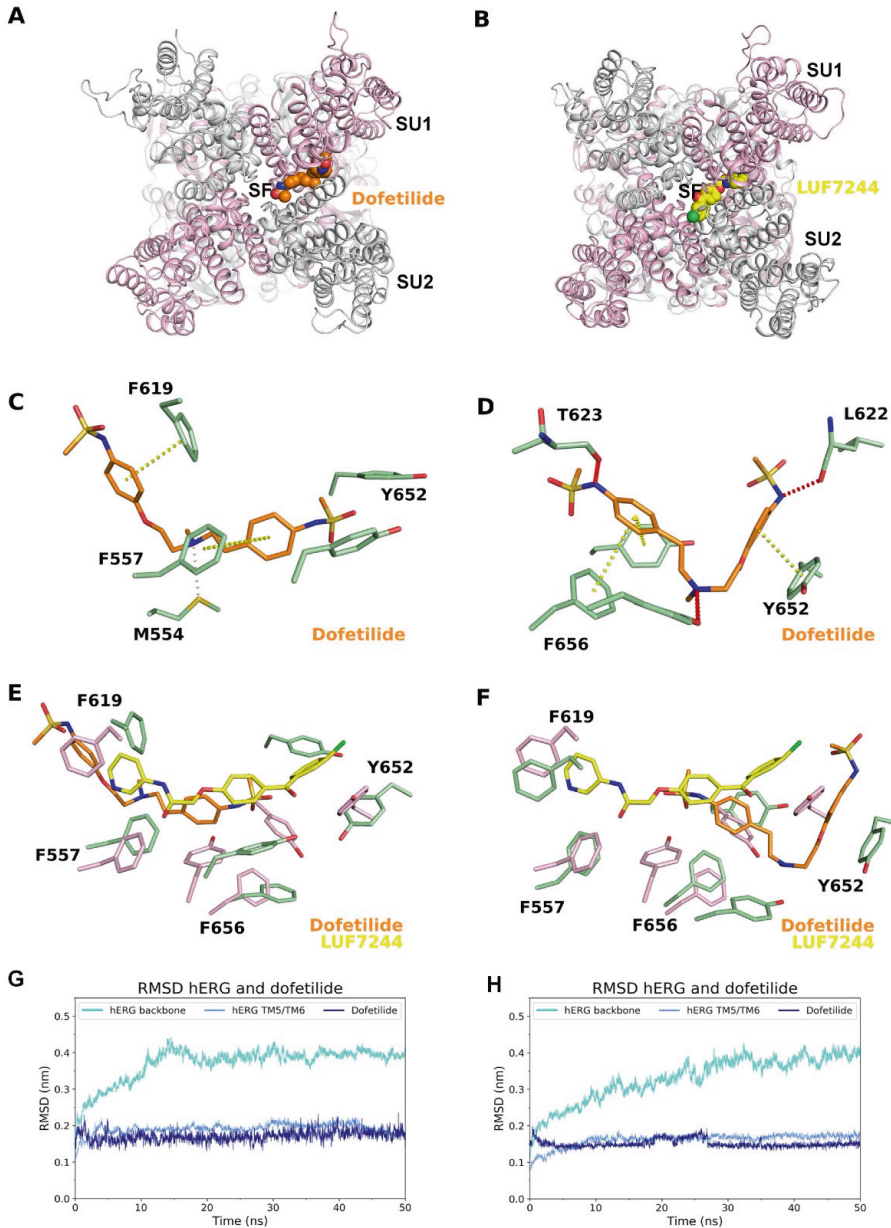 A
B
SU1
SU1
SF
Dofetilide
SF
LUF7244
SU2
SU2
C
F619
Y652
F557
M554
Dofetilide
D
T623
L622
F656
Y652
Dofetilide
E
F619
Y652
F557
F656
Dofetilide
LUF7244
F
F619
F557
F656
Y652
Dofetilide
LUF7244
G
RMSD hERG and dofetilide
hERG backbone hERG TM5/TM6 Dofetilide
RMSD (nm)
0.5
0.4
0.3
0.2
0.1
0.0
0 10 20 30 40 50
Time (ns)
H
RMSD hERG and dofetilide
hERG backbone hERG TM5/TM6 Dofetilide
RMSD (nm)
0.5
0.4
0.3
0.2
0.1
0.0
0 10 20 30 40 50
Time (ns)